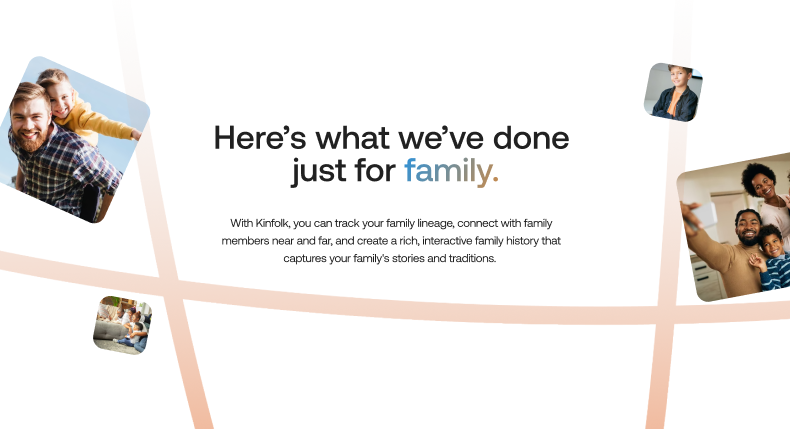 Here’s what we’ve done
just for family.
With Kinfolk, you can track your family lineage, connect with family
members near and far, and create a rich, interactive family history that
captures your family's stories and traditions.